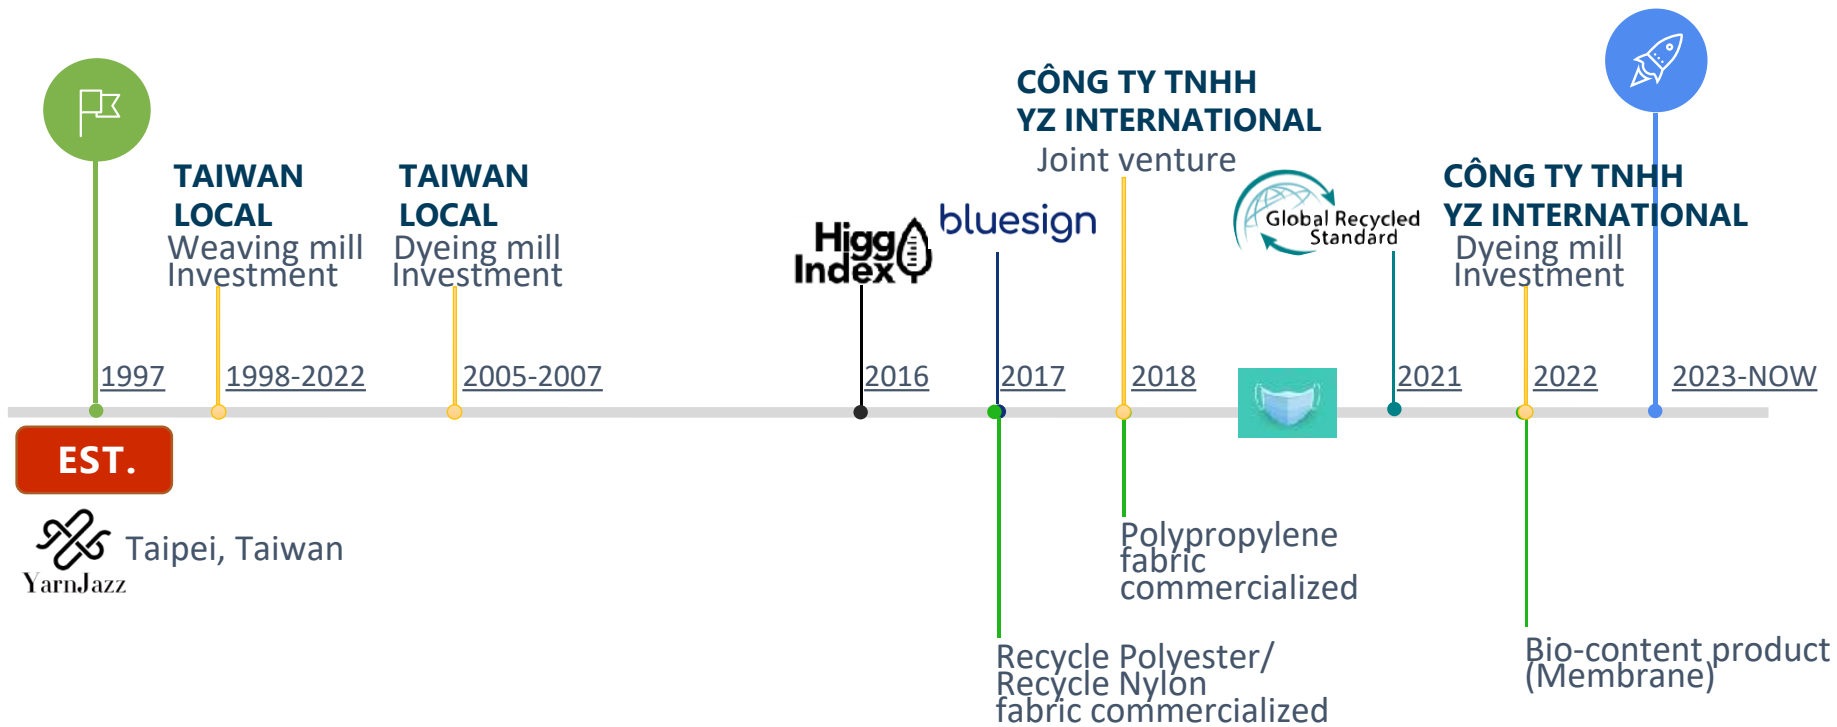 TAIWAN
LOCAL
Weaving mill
Investment
TAIWAN
LOCAL
Dyeing mill
Investment
Higg
Index
bluesign
CÔNG TY TNHH
YZ INTERNATIONAL
Joint venture
Global Recycled
Standard
CÔNG TY TNHH
YZ INTERNATIONAL
Dyeing mill
Investment
1997
1998-2022
2005-2007
2016
2017
2018
2021
2022
2023-NOW
EST.
YarnJazz
Taipei, Taiwan
Recycle Polyester/
Recycle Nylon
fabric commercialized
Polypropylene
fabric
commercialized
Bio-content product
(Membrane)